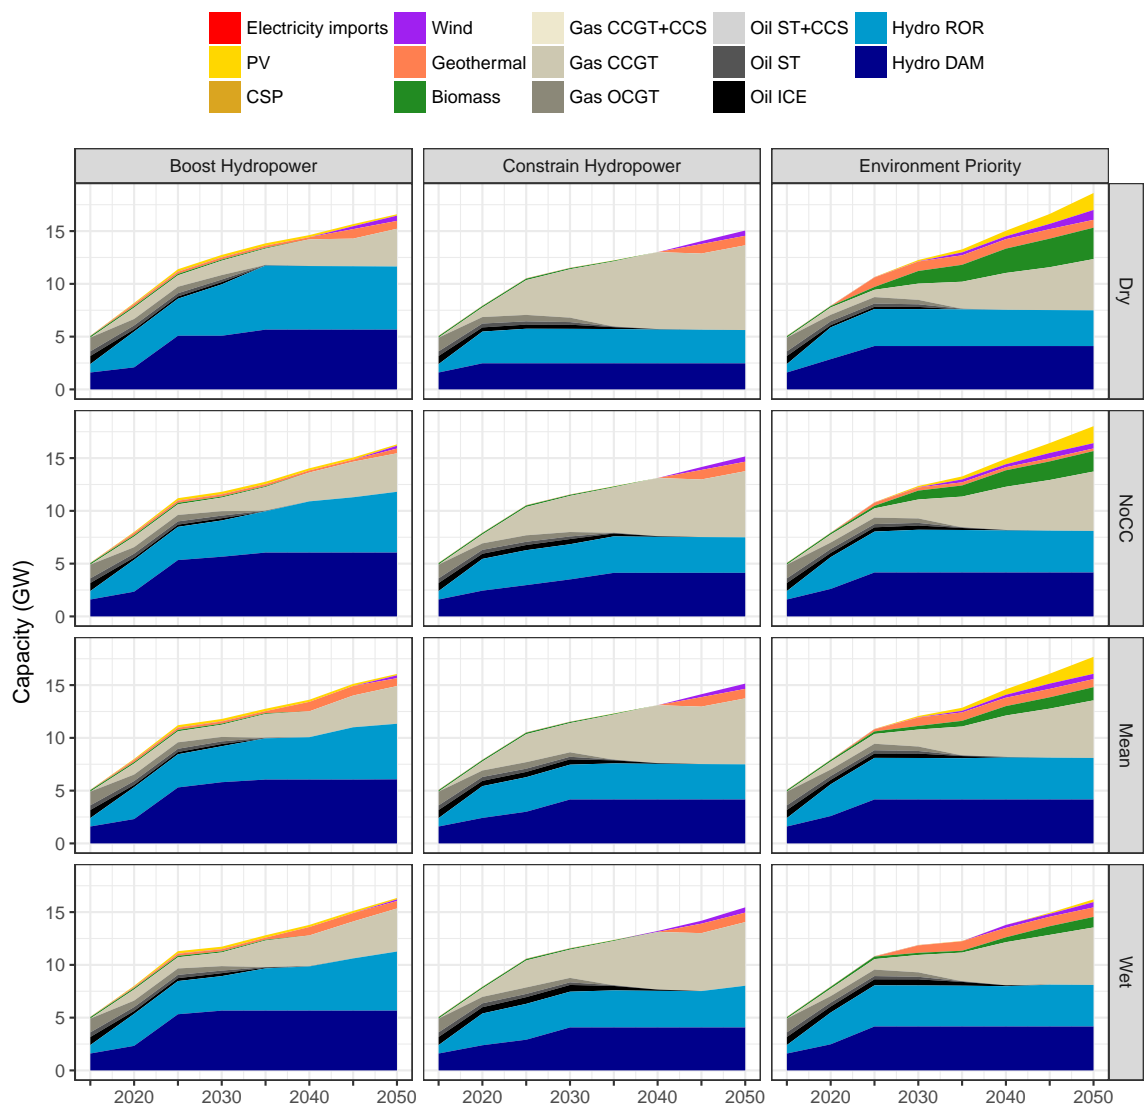 Electricity imports Wind Gas CCGT+CCS Oil ST+CCS Hydro ROR
PV Geothermal Gas CCGT Oil ST Hydro DAM
CSP Biomass Gas OCGT Oil ICE
Boost Hydropower Constrain Hydropower Environment Priority
Capacity (GW)
15
10
5
0
Dry
15
10
5
0
NoCC
15
10
5
0
Mean
15
10
5
0
Wet
2020 2030 2040 2050 2020 2030 2040 2050 2020 2030 2040 2050